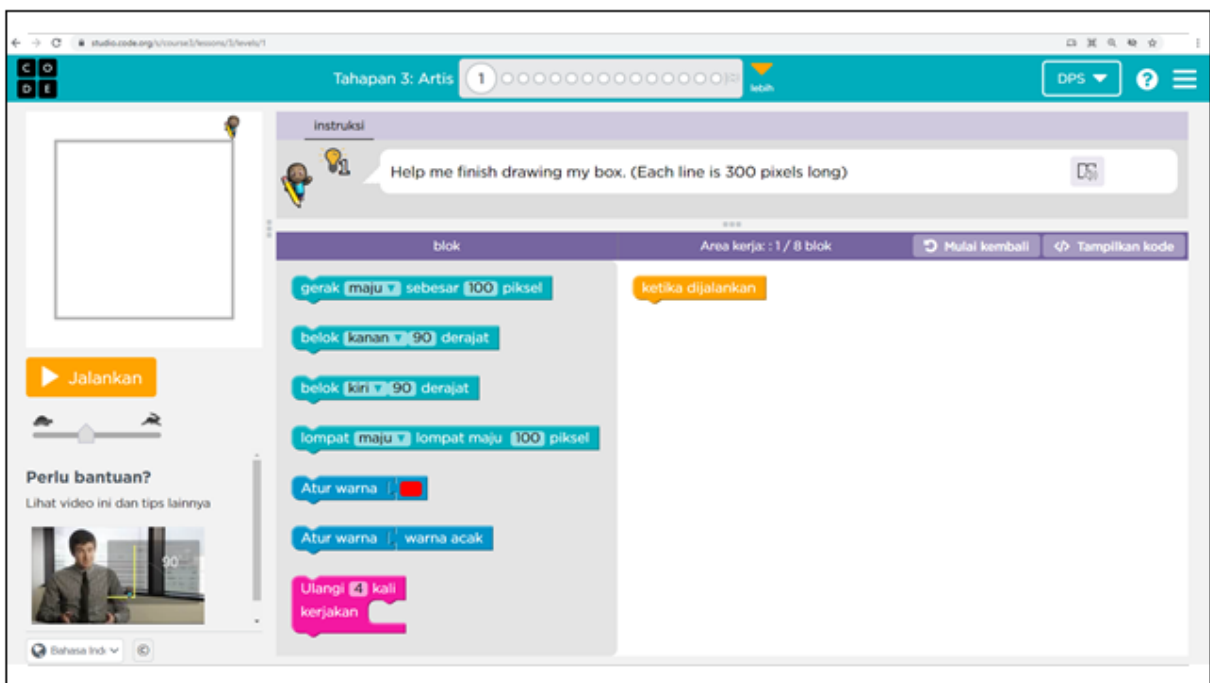 studio.code.org/s/course3/lessons/3/levels/1
C O
D E
Tahapan 3: Artis 1
lebih
DPS
?
instruksi
1
Help me finish drawing my box. (Each line is 300 pixels long)
blok
Area kerja: : 1 / 8 blok
Mulai kembali
</> Tampilkan kode
gerak maju sebesar 100 piksel
ketika dijalankan
belok kanan 90 derajat
belok kiri 90 derajat
lompat maju lompat maju 100 piksel
Atur warna
Atur warna warna acak
Ulangi 4 kali
kerjakan
Jalankan
Perlu bantuan?
Lihat video ini dan tips lainnya
90°
Bahasa Ind
©